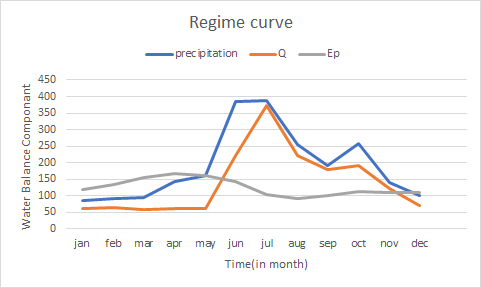 Regime curve
precipitation Q Ep
450
400
350
300
250
200
150
100
50
0
Water Balance Component
jan feb mar apr may jun jul aug sep oct nov dec
Time(in month)